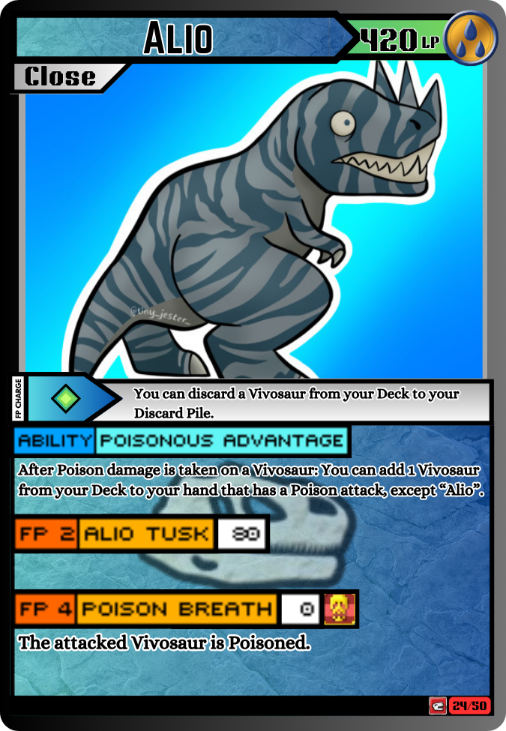 Alio
420 LP
Close
@tiny_jester_
FP CHARGE
You can discard a Vivosaur from your Deck to your
Discard Pile.
ABILITY POISONOUS ADVANTAGE
After Poison damage is taken on a Vivosaur: You can add 1 Vivosaur
from your Deck to your hand that has a Poison attack, except “Alio”.
FP 2 ALIO TUSK 80
FP 4 POISON BREATH 0
The attacked Vivosaur is Poisoned.
24/50